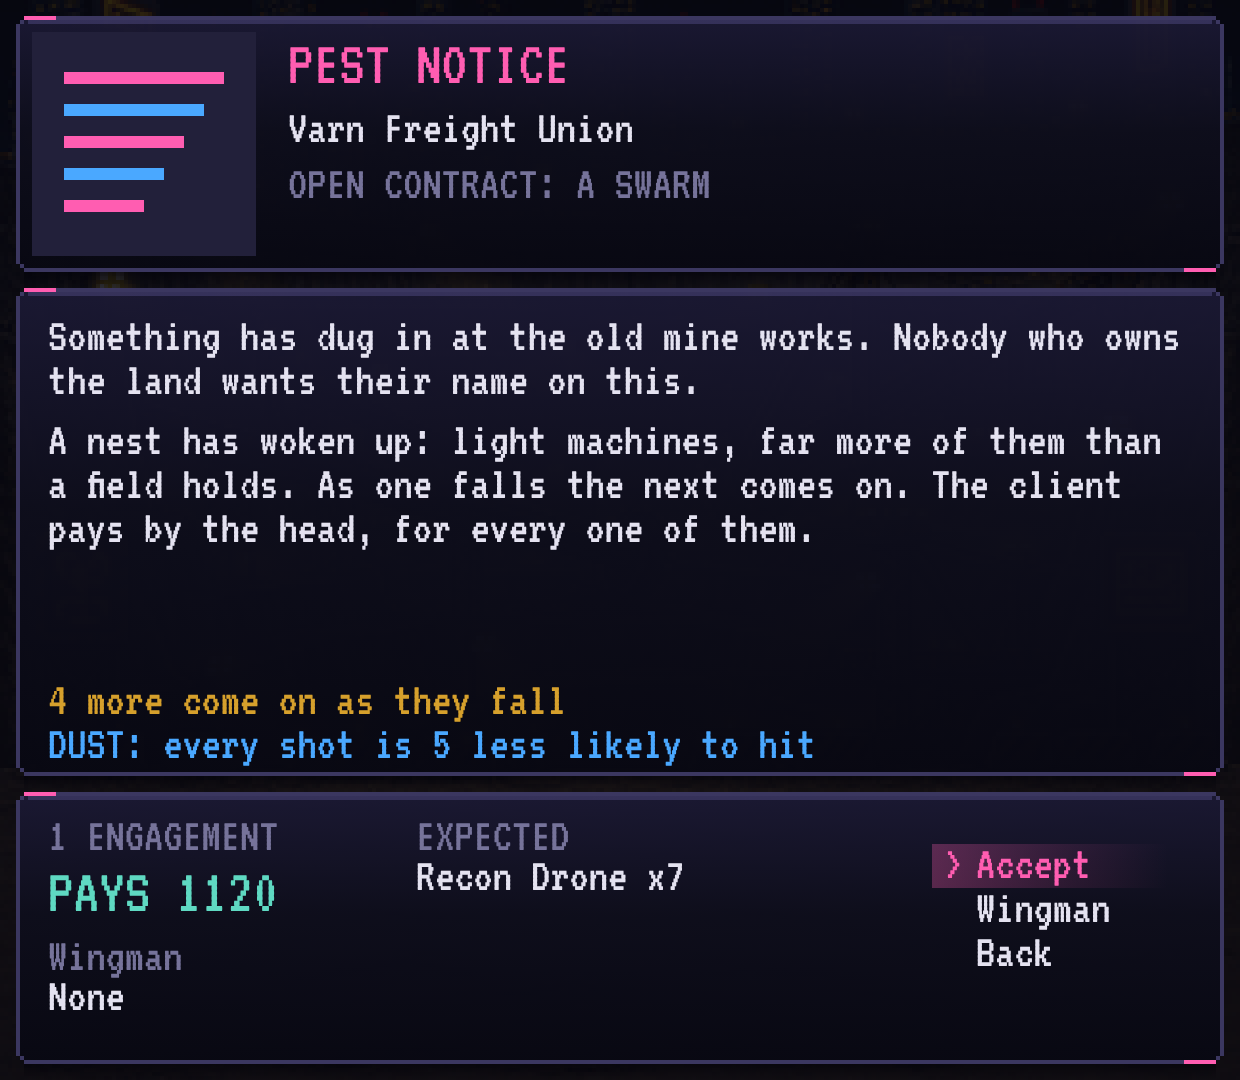 PEST NOTICE
Varn Freight Union
OPEN CONTRACT: A SWARM
Something has dug in at the old mine works. Nobody who owns
the land wants their name on this.
A nest has woken up: light machines, far more of them than
a field holds. As one falls the next comes on. The client
pays by the head, for every one of them.
4 more come on as they fall
DUST: every shot is 5 less likely to hit
1 ENGAGEMENT
PAYS 1120
Wingman
None
EXPECTED
Recon Drone x7
> Accept
Wingman
Back